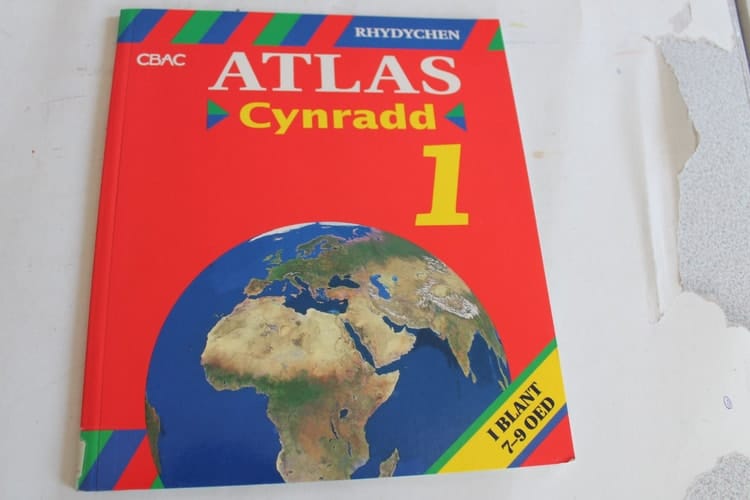 RHYDYCHEN
CBAC
ATLAS
Cynradd
1
I BLANT
7-9 OED